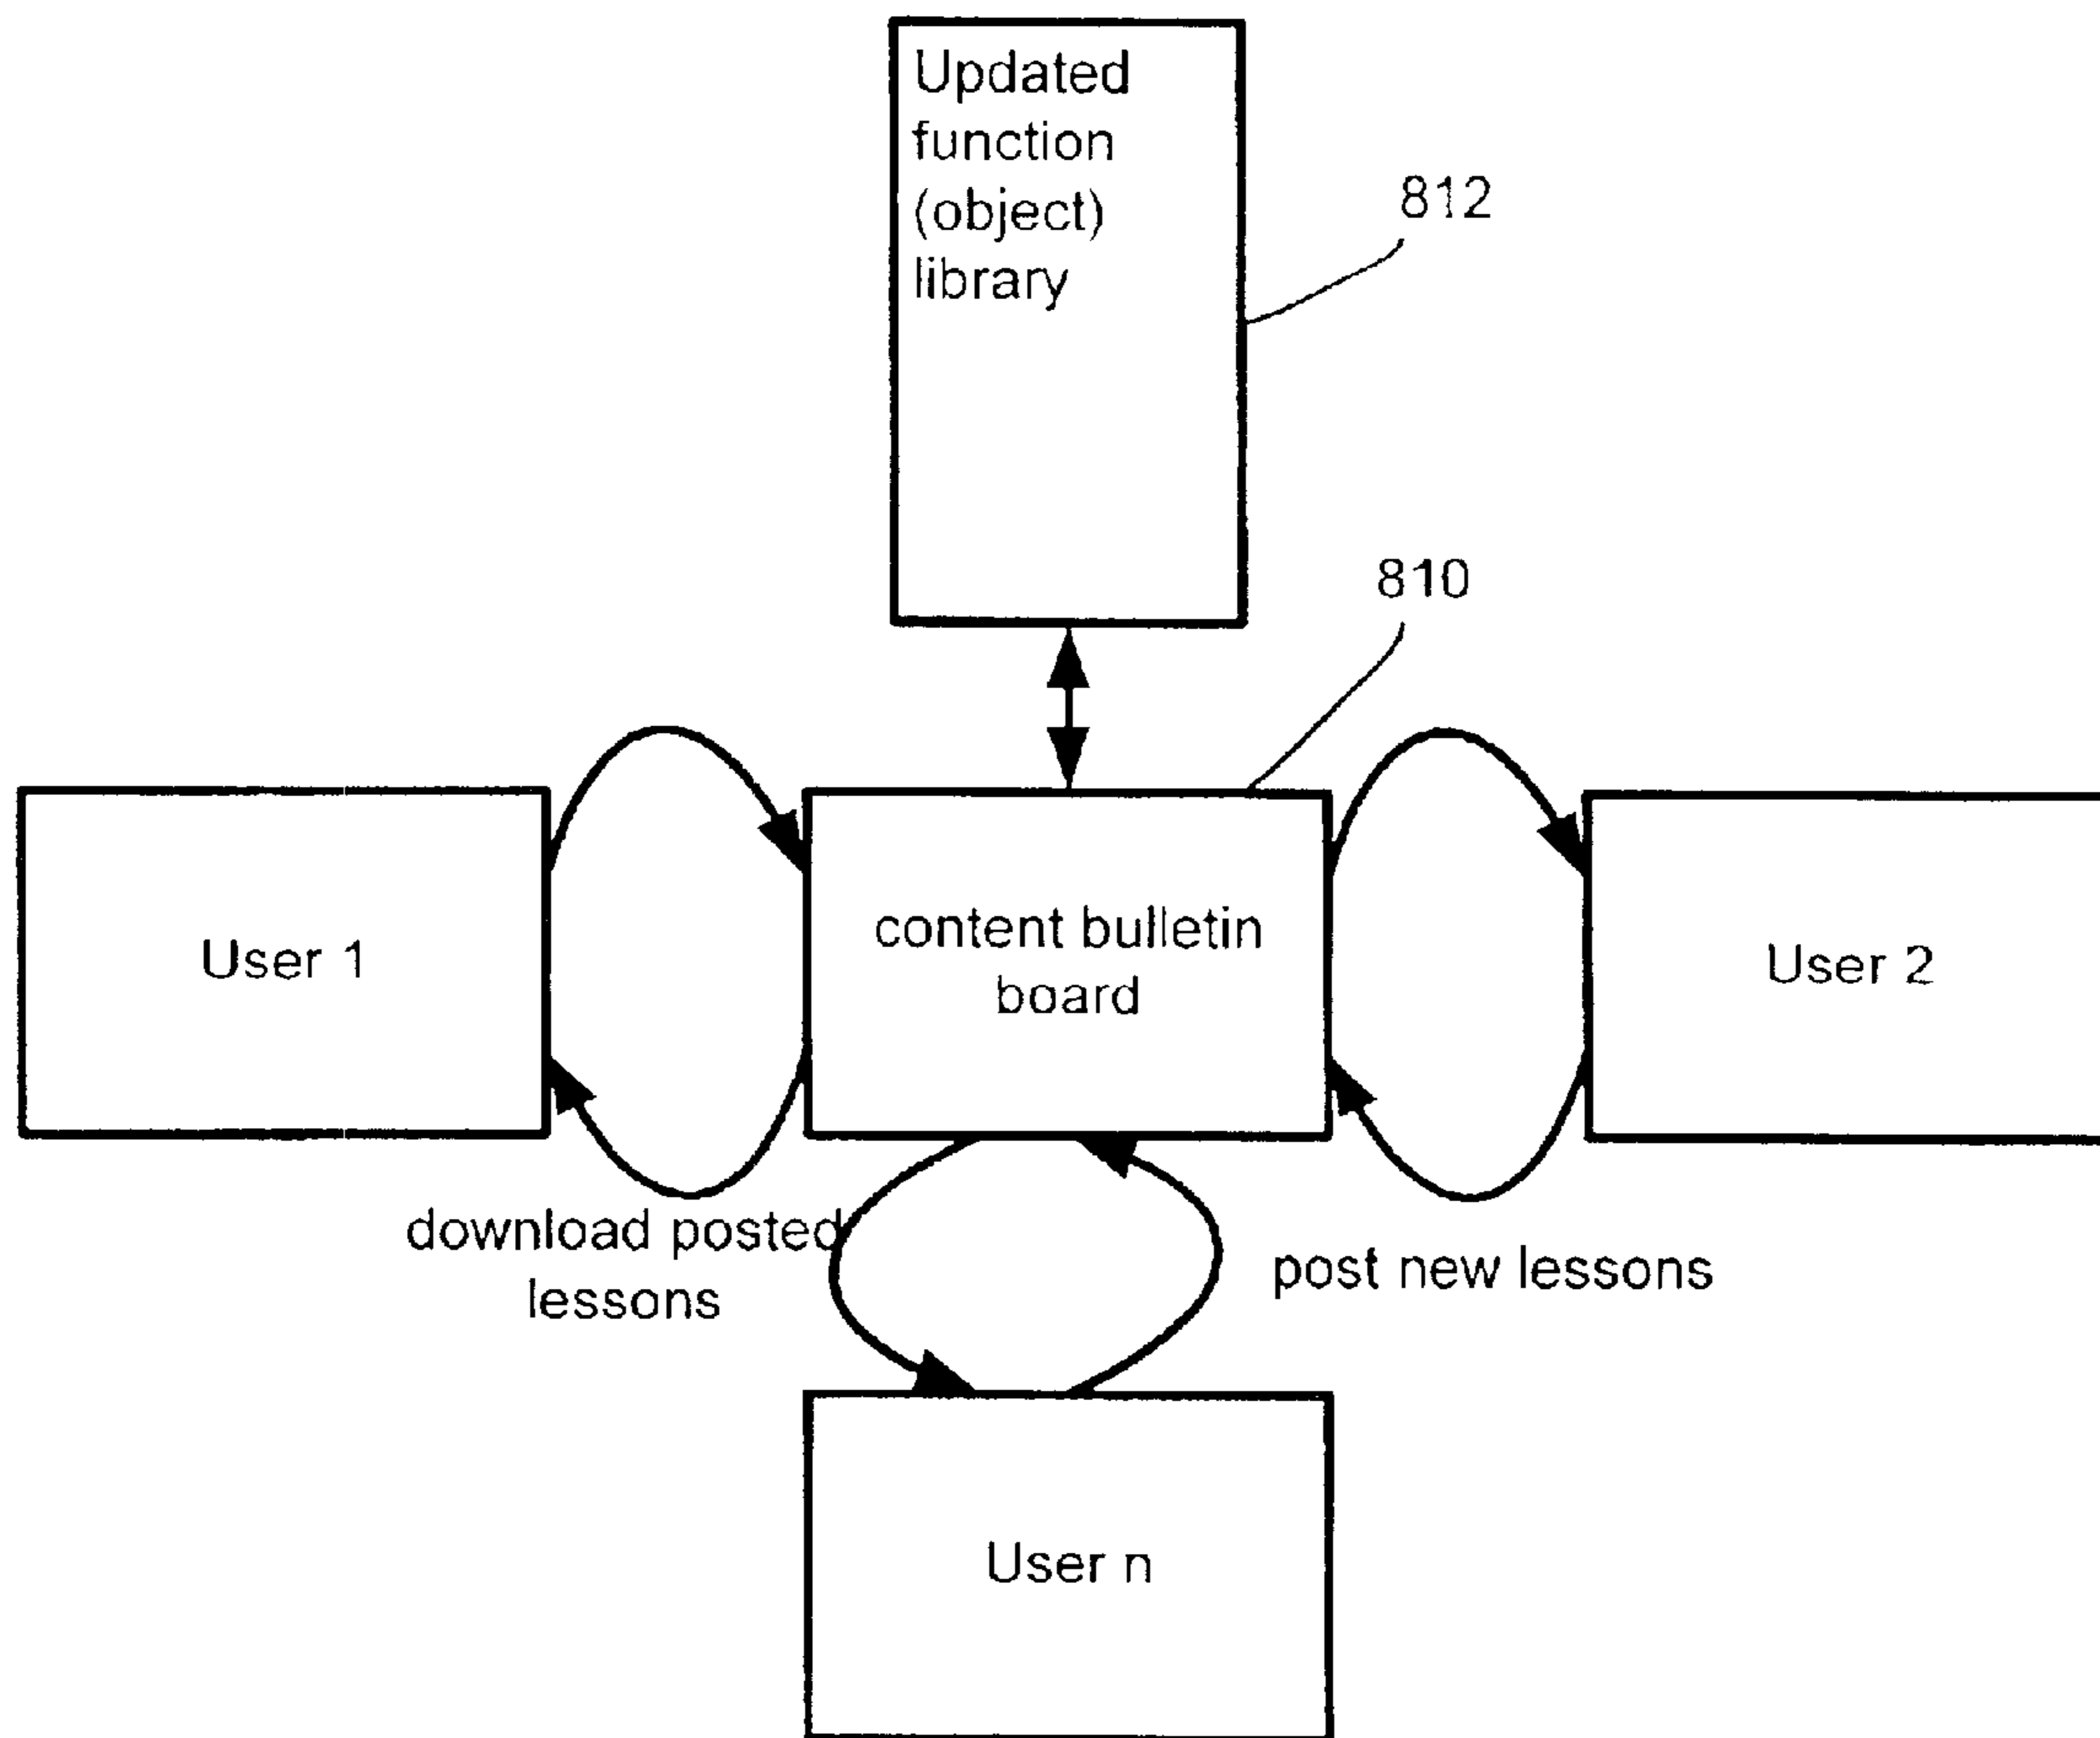 Updated
function
(object)
library
812
810
User 1
content bulletin
board
User 2
download posted
lessons
post new lessons
User n